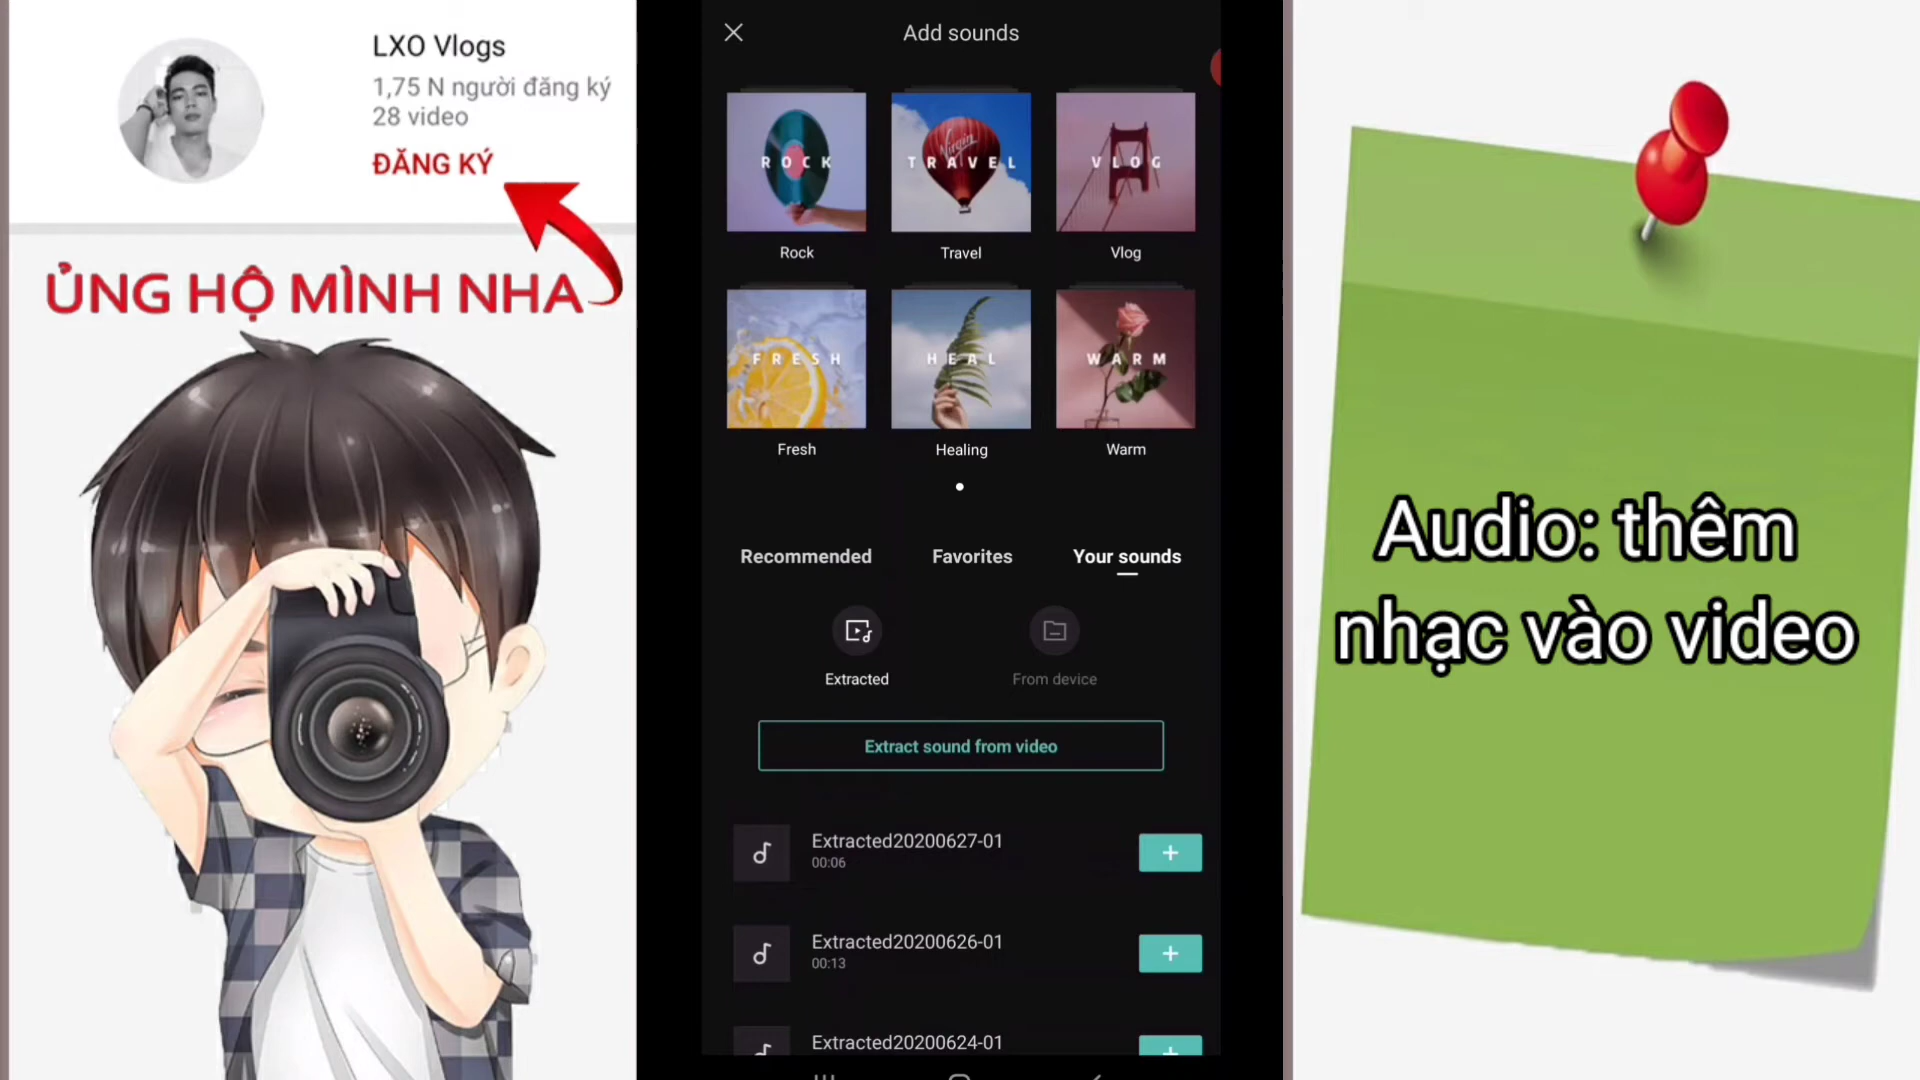 LXO Vlogs
1,75 N người đăng ký
28 video
ĐĂNG KÝ
ỦNG HỘ MÌNH NHA
Add sounds
ROCK
Virgin
TRAVEL
VLOG
Rock
Travel
Vlog
FRESH
HEAL
WARM
Fresh
Healing
Warm
Recommended
Favorites
Your sounds
Extracted
From device
Extract sound from video
Extracted20200627-01
00:06
Extracted20200626-01
00:13
Extracted20200624-01
Audio: thêm
nhạc vào video